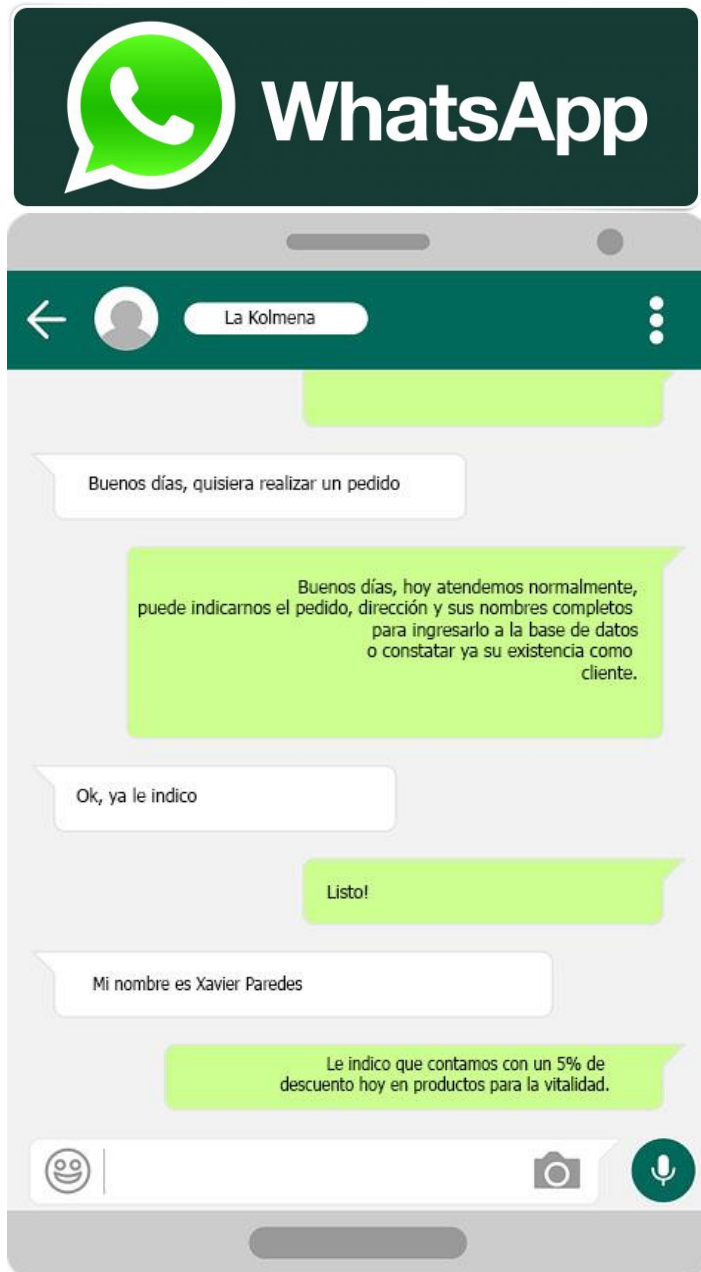 WhatsApp
La Kolmena
Buenos días, quisiera realizar un pedido
Buenos días, hoy atendemos normalmente,
puede indicarnos el pedido, dirección y sus nombres completos
para ingresarlo a la base de datos
o constatar ya su existencia como
cliente.
Ok, ya le indico
Listo!
Mi nombre es Xavier Paredes
Le indico que contamos con un 5% de
descuento hoy en productos para la vitalidad.